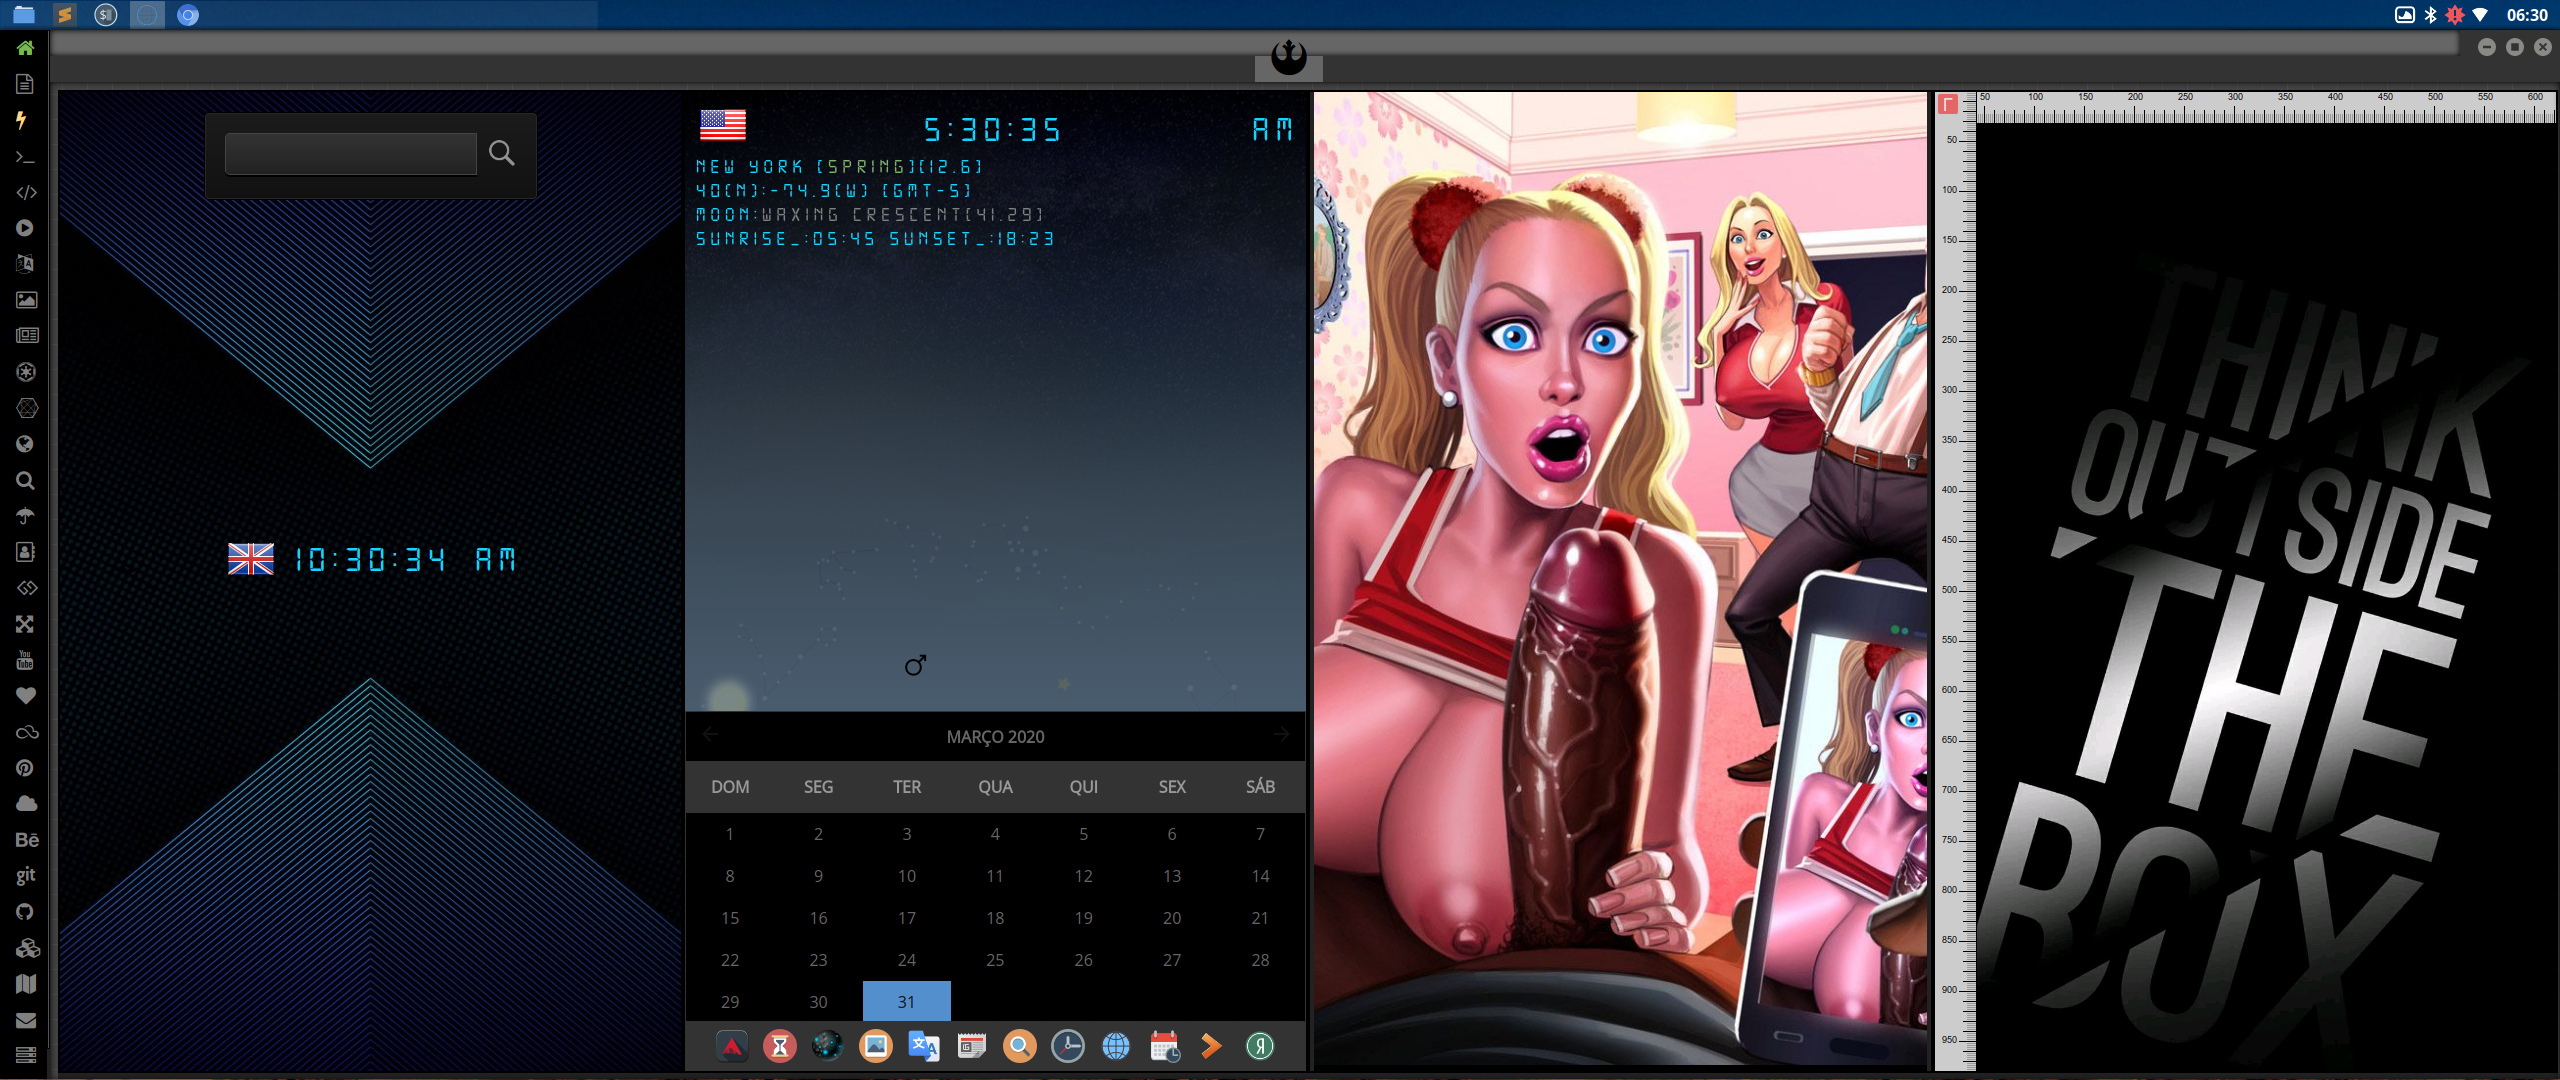 06:30
10:30:34 AM
5:30:35 AM
NEW YORK [SPRING][12.6]
40(N):-74.9(W) [GMT-5]
MOON:WAXING CRESCENT[41.29]
SUNRISE_:05:45 SUNSET_:18:23
MARÇO 2020
DOM SEG TER QUA QUI SEX SÁB
1 2 3 4 5 6 7
8 9 10 11 12 13 14
15 16 17 18 19 20 21
22 23 24 25 26 27 28
29 30 31
You
Tube
Bē
git
50 100 150 200 250 300 350 400 450 500 550 600
50
100
150
200
250
300
350
400
450
500
550
600
650
700
750
800
850
900
950
THINK
OUTSIDE
THE
BOX